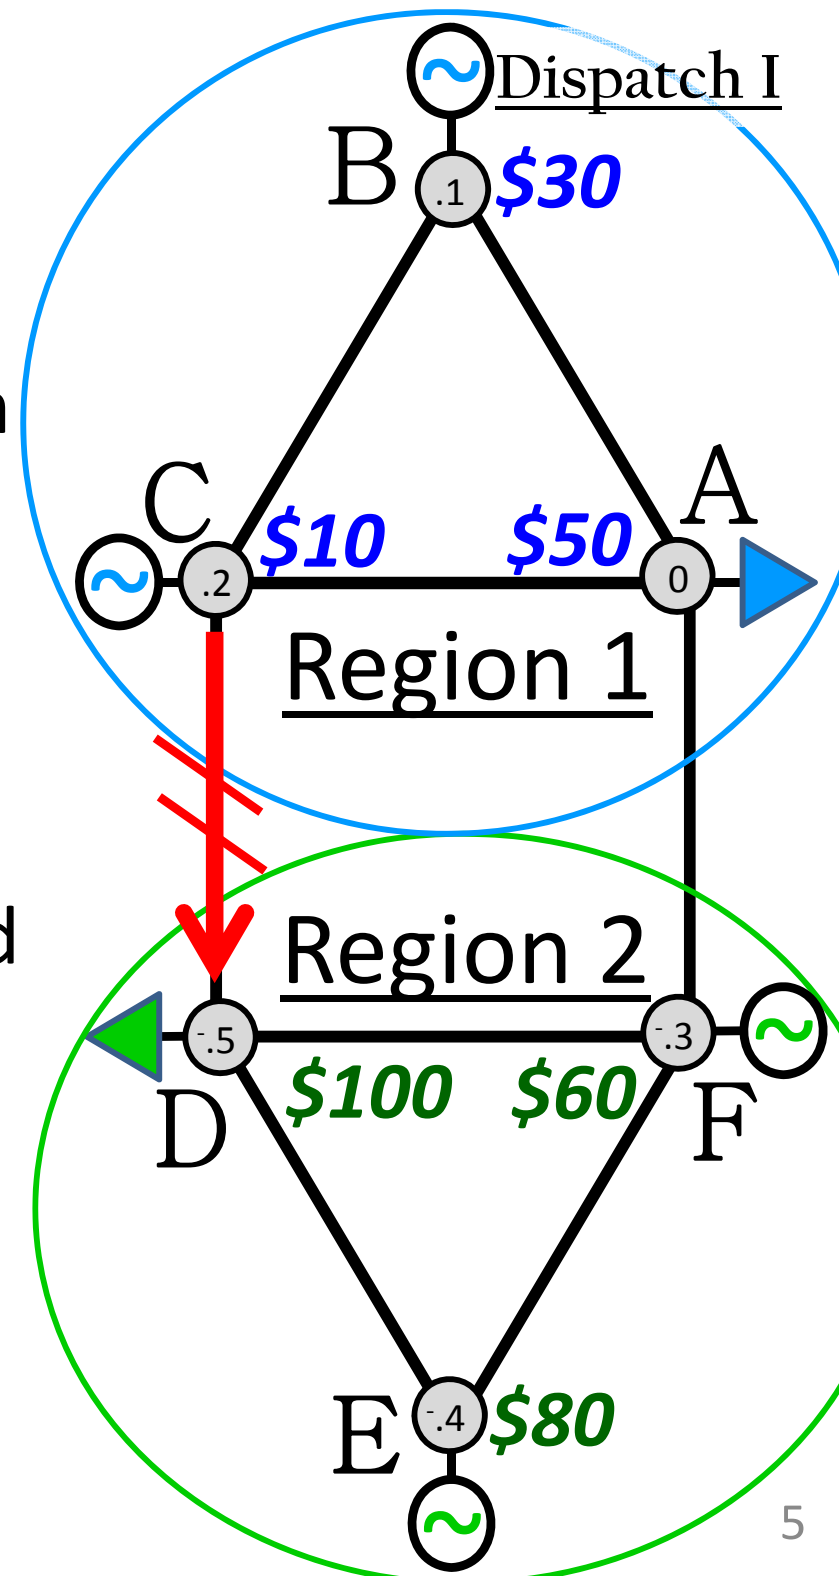 Dispatch I
B
.1 $30
n
C
A
$10 $50
.2
0
Region 1
d
Region 2
-.5
-.3
$100 $60
D
F
E
-.4 $80
5